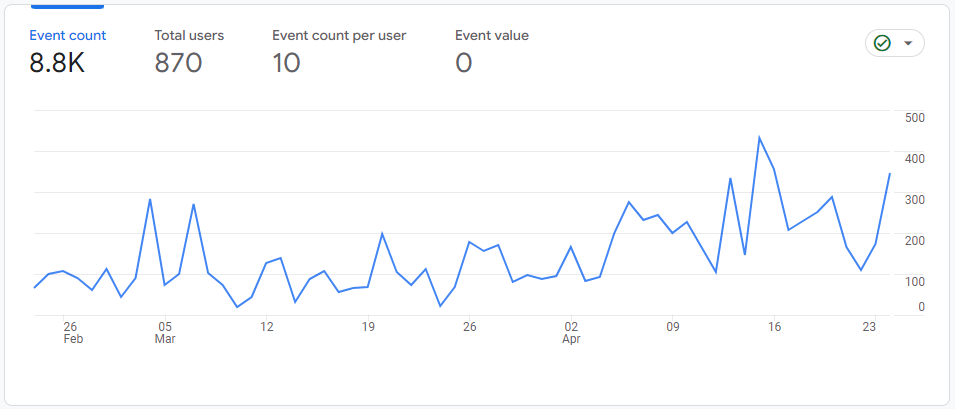 Event count Total users Event count per user Event value
8.8K 870 10 0
500
400
300
200
100
0
26 05 12 19 26 02 09 16 23
Feb Mar Apr